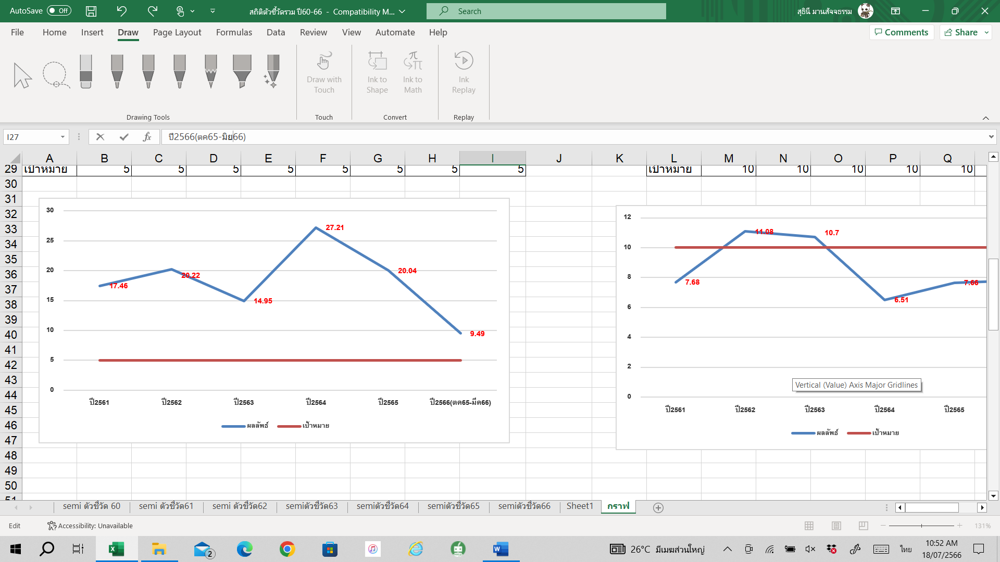 AutoSave Off
สถิติตัวชี้วัดรวม ปี60-66 - Compatibility M...
Search
สุธินี มานสัจจธรรม
File Home Insert Draw Page Layout Formulas Data Review View Automate Help
Comments Share
Draw with Touch
Ink to Shape
Ink to Math
Ink Replay
Drawing Tools Touch Convert Replay
I27
fx
ปี2566(ตค65-มิย66)
A B C D E F G H I J K L M N O P Q
29 เป้าหมาย 5 5 5 5 5 5 5 5 เป้าหมาย 10 10 10 10 10
30
31
32
33
34
35
36
37
38
39
40
41
42
43
44
45
46
47
48
49
50
51
30
25
20
15
10
5
0
17.46
20.22
14.95
27.21
20.04
9.49
ปี2561 ปี2562 ปี2563 ปี2564 ปี2565 ปี2566(ตค65-มีค66)
ผลลัพธ์ เป้าหมาย
12
10
8
6
4
2
0
7.68
11.08
10.7
6.51
7.66
Vertical (Value) Axis Major Gridlines
ปี2561 ปี2562 ปี2563 ปี2564 ปี2565
ผลลัพธ์ เป้าหมาย
semi ตัวชี้วัด 60 semi ตัวชี้วัด61 semi ตัวชี้วัด62 semiตัวชี้วัด63 semiตัวชี้วัด64 semiตัวชี้วัด65 semiตัวชี้วัด66 Sheet1 กราฟ
Edit
Accessibility: Unavailable
131%
2
26°C มีเมฆส่วนใหญ่
ไทย
10:52 AM
18/07/2566